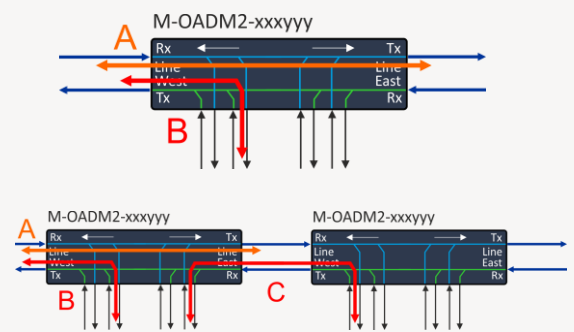 M-OADM2-xxxyyy
A
Rx
Tx
Line
West
Line
East
Tx
Rx
B
M-OADM2-xxxyyy
M-OADM2-xxxyyy
A
Rx
Tx
Line
West
Line
East
Tx
Rx
B
C
Rx
Tx
Line
West
Line
East
Tx
Rx